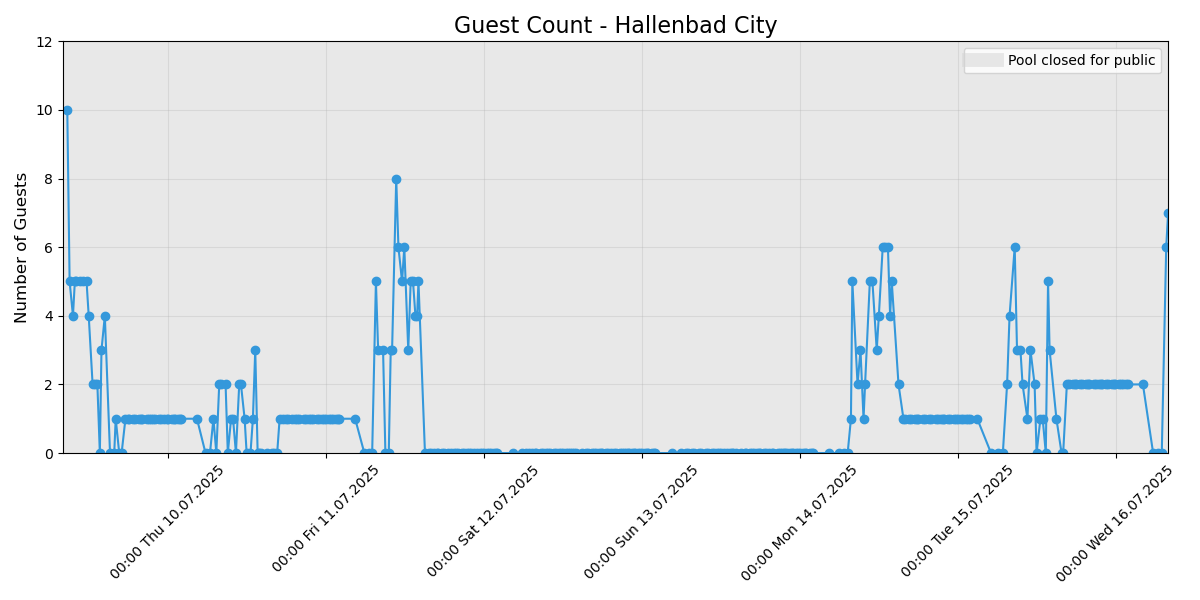 Guest Count - Hallenbad City
Pool closed for public
Number of Guests
12
10
8
6
4
2
0
00:00 Thu 10.07.2025
00:00 Fri 11.07.2025
00:00 Sat 12.07.2025
00:00 Sun 13.07.2025
00:00 Mon 14.07.2025
00:00 Tue 15.07.2025
00:00 Wed 16.07.2025